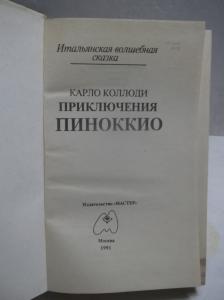 Итальянская волшебная
сказка
КАРЛО КОЛЛОДИ
ПРИКЛЮЧЕНИЯ
ПИНОККИО
Издательство «МАСТЕР»
Москва
1991